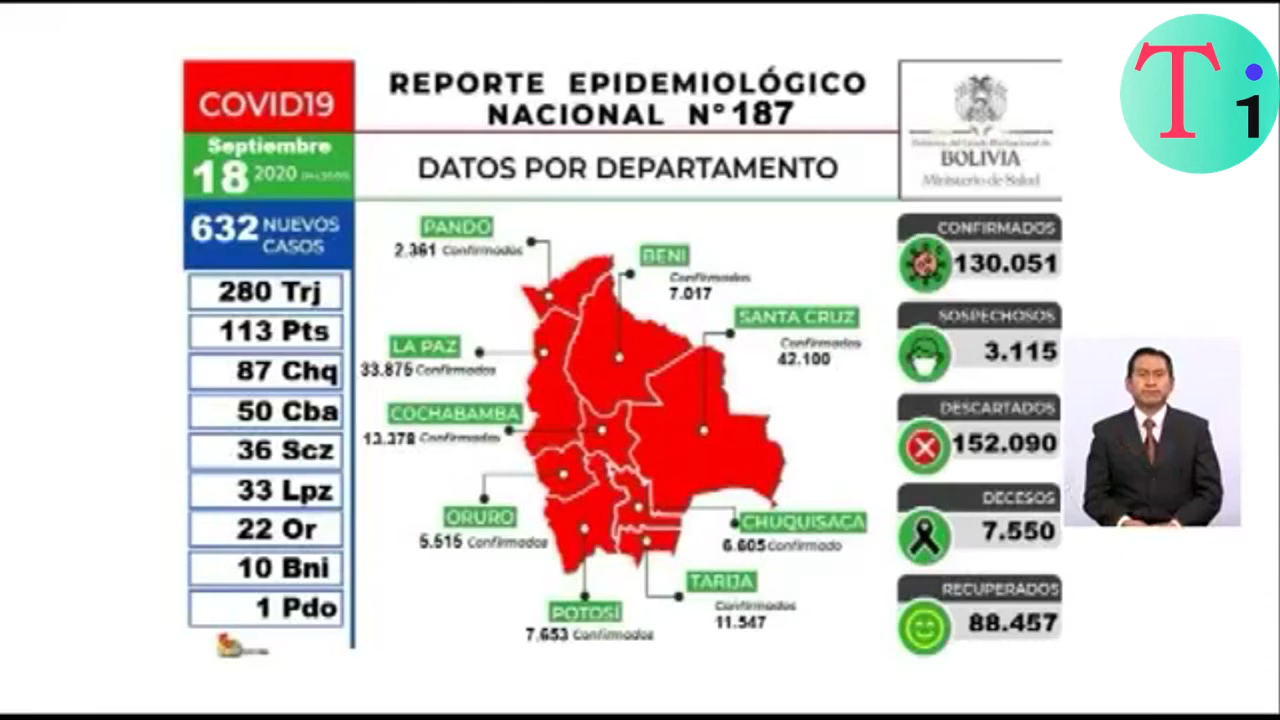 COVID19
Septiembre
18 2020
632 NUEVOS
CASOS
280 Trj
113 Pts
87 Chq
50 Cba
36 Scz
33 Lpz
22 Or
10 Bni
1 Pdo
REPORTE EPIDEMIOLÓGICO
NACIONAL N° 187
DATOS POR DEPARTAMENTO
PANDO
2.361 Confirmados
BENI
Confirmados
7.017
SANTA CRUZ
Confirmados
42.100
LA PAZ
33.875 Confirmados
COCHABAMBA
13.378 Confirmados
ORURO
5.515 Confirmados
CHUQUISACA
6.605 Confirmado
TARIJA
Confirmados
11.547
POTOSÍ
7.653 Confirmados
BOLIVIA
Ministerio de Salud
CONFIRMADOS
130.051
SOSPECHOSOS
3.115
DESCARTADOS
152.090
DECESOS
7.550
RECUPERADOS
88.457
Ti
1